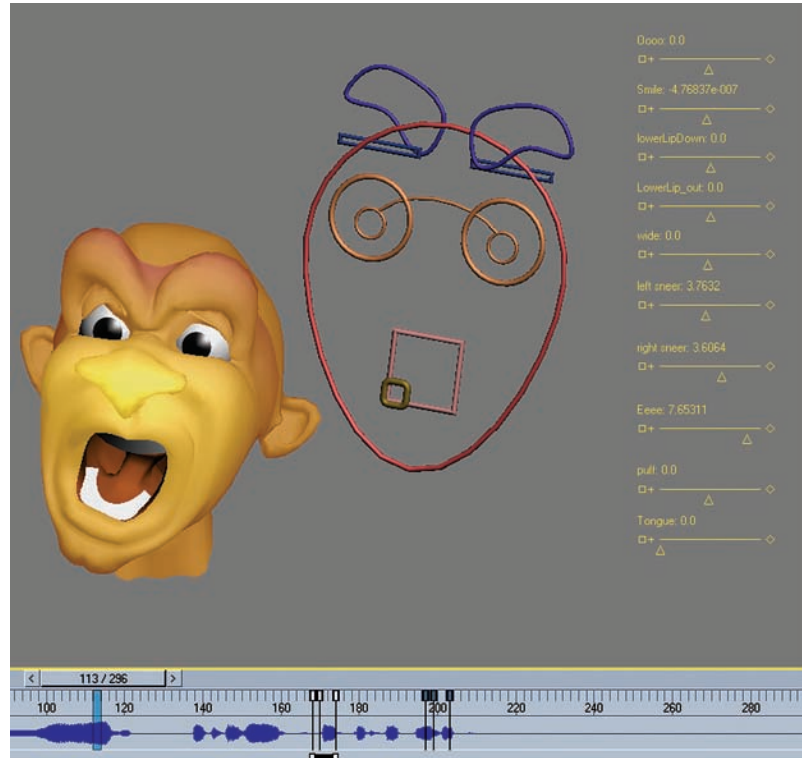 Oooo: 0.0
Smile: -4.76837e-007
lowerLipDown: 0.0
LowerLip_out: 0.0
wide: 0.0
left sneer: 3.7632
right sneer: 3.6064
Eeee: 7.65311
puff: 0.0
Tongue: 0.0
< 113 / 296 >
100 120 140 160 180 200 220 240 260 280